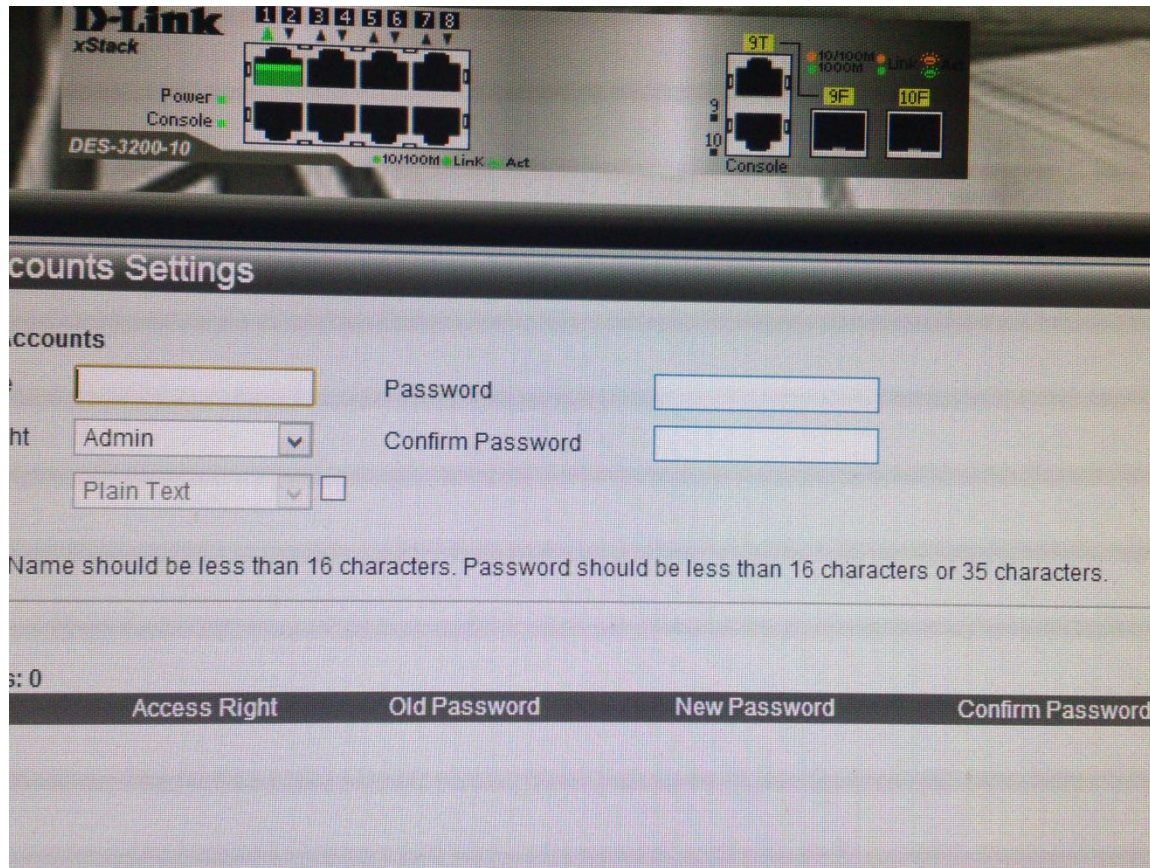 D-Link
xStack
1 2 3 4 5 6 7 8
Power
Console
DES-3200-10
10/100M Link Act
9T
10/100M
1000M
Link Act
9F
10F
9
10
Console
counts Settings
ccounts
e
Password
ht
Admin
Confirm Password
Plain Text
Name should be less than 16 characters. Password should be less than 16 characters or 35 characters.
s: 0
Access Right Old Password New Password Confirm Password